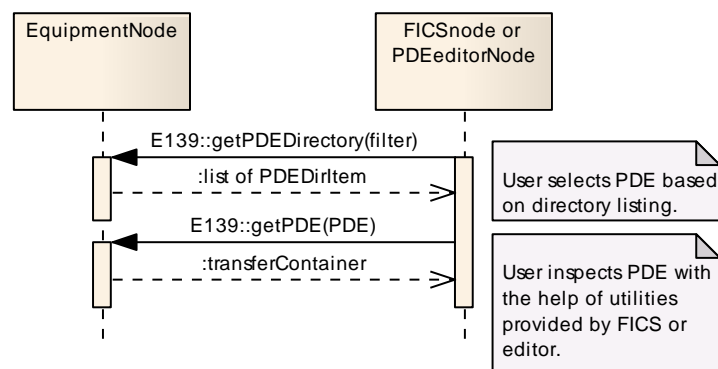 EquipmentNode
FICSnode or
PDEeditorNode
E139::getPDEDirectory(filter)
:list of PDEDirItem
User selects PDE based
on directory listing.
E139::getPDE(PDE)
:transferContainer
User inspects PDE with
the help of utilities
provided by FICS or
editor.